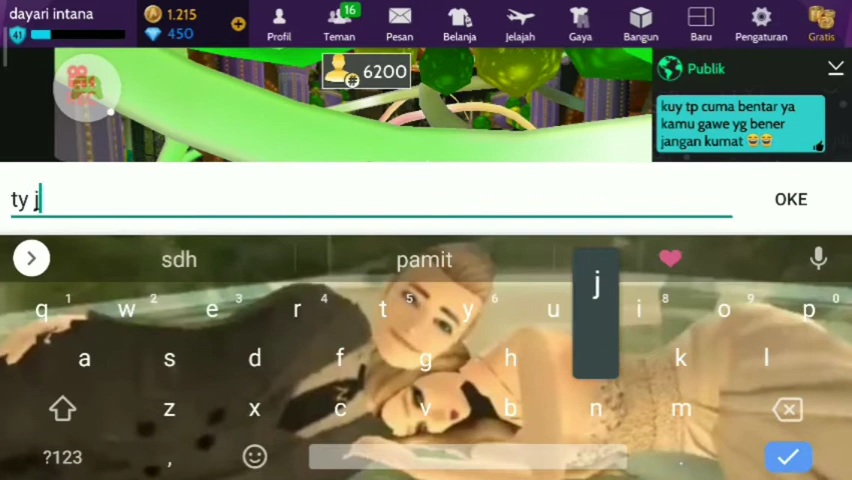 dayari intana
41
1.215
450
Profil
16
Teman
Pesan
Belanja
Jelajah
Gaya
Bangun
Baru
Pengaturan
Gratis
6200
Publik
kuy tp cuma bentar ya
kamu gawe yg bener
jangan kumat 😂😂
ty j
OKE
sdh
pamit
❤
j
q 1 w 2 e 3 r 4 t 5 y 6 u i 8 o 9 p 0
a s d f g h k l
z x c v b n m
?123 , .